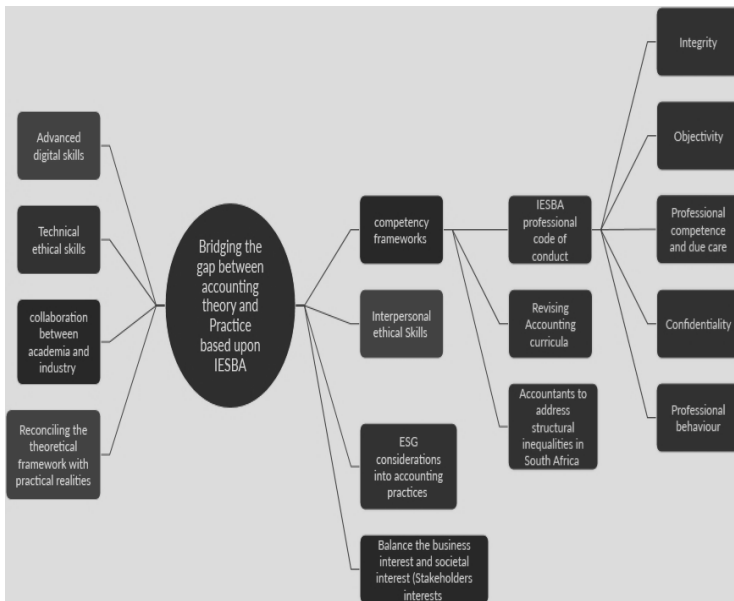 Advanced
digital skills
Technical
ethical skills
collaboration
between
academia and
industry
Reconciling the
theoretical
framework with
practical realities
Bridging the
gap between
accounting
theory and
Practice
based upon
IESBA
competency
frameworks
Interpersonal
ethical Skills
ESG
considerations
into accounting
practices
Balance the business
interest and societal
interest (Stakeholders
interests
IESBA
professional
code of
conduct
Revising
Accounting
curricula
Accountants to
address
structural
inequalities in
South Africa
Integrity
Objectivity
Professional
competence
and due care
Confidentiality
Professional
behaviour